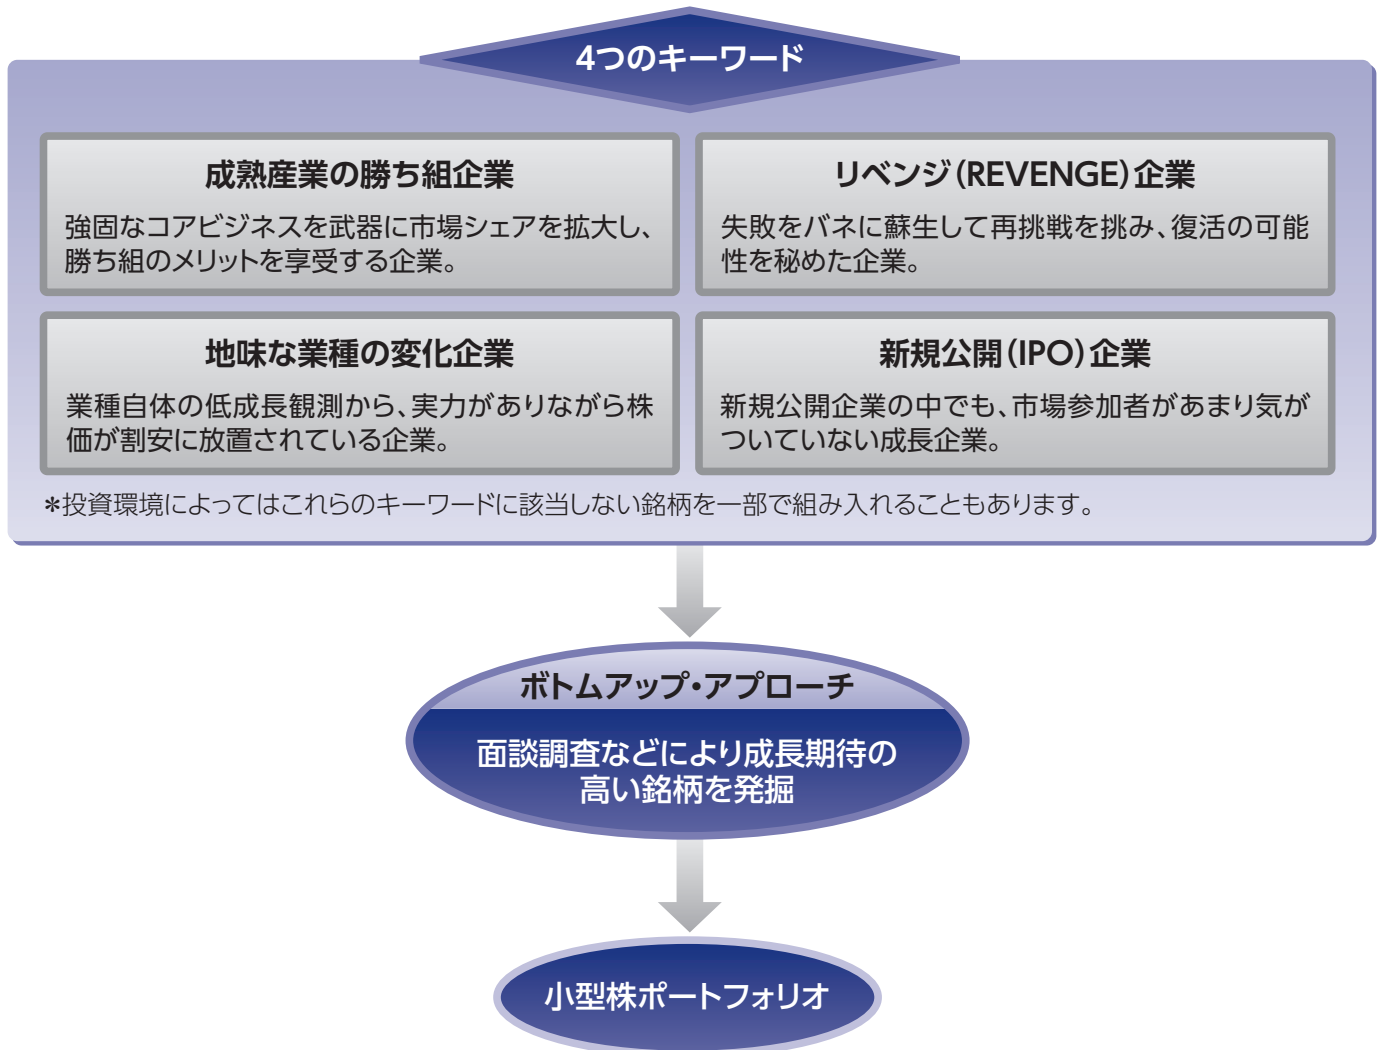 4つのキーワード
成熟産業の勝ち組企業
強固なコアビジネスを武器に市場シェアを拡大し、
勝ち組のメリットを享受する企業。
リベンジ(REVENGE)企業
失敗をバネに蘇生して再挑戦を挑み、復活の可能
性を秘めた企業。
地味な業種の変化企業
業種自体の低成長観測から、実力がありながら株
価が割安に放置されている企業。
新規公開(IPO)企業
新規公開企業の中でも、市場参加者があまり気が
ついていない成長企業。
*投資環境によってはこれらのキーワードに該当しない銘柄を一部で組み入れることもあります。
ボトムアップ・アプローチ
面談調査などにより成長期待の
高い銘柄を発掘
小型株ポートフォリオ